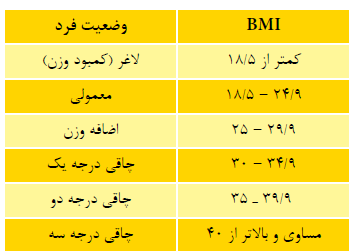 وضعیت فرد BMI
لاغر (کمبود وزن) کمتر از ۱۸/۵
معمولی ۱۸/۵ – ۲۴/۹
اضافه وزن ۲۵ – ۲۹/۹
چاقی درجه یک ۳۰ – ۳۴/۹
چاقی درجه دو ۳۵ – ۳۹/۹
چاقی درجه سه مساوی و بالاتر از ۴۰